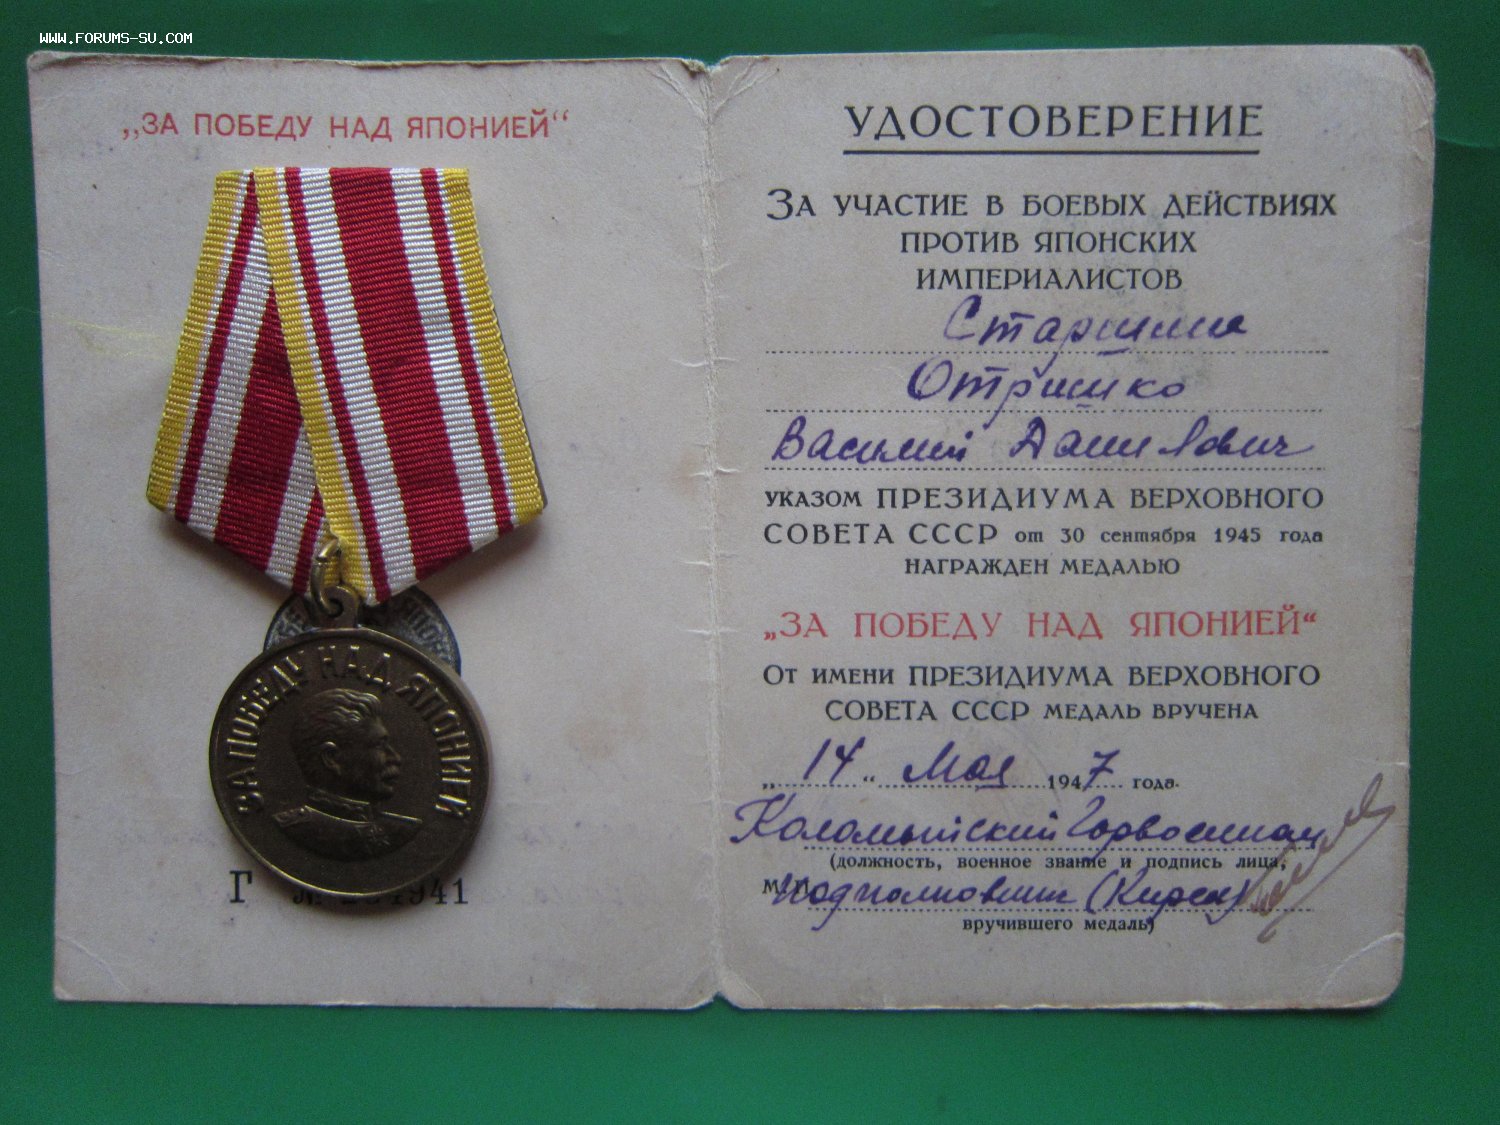 WWW.FORUMS-SU.COM
„ЗА ПОБЕДУ НАД ЯПОНИЕЙ“
ЗА ПОБЕДУ НАД ЯПОНИЕЙ
Г № 941
УДОСТОВЕРЕНИЕ
ЗА УЧАСТИЕ В БОЕВЫХ ДЕЙСТВИЯХ
ПРОТИВ ЯПОНСКИХ
ИМПЕРИАЛИСТОВ
Старшина
Отришко
Василий Данилович
УКАЗОМ ПРЕЗИДИУМА ВЕРХОВНОГО
СОВЕТА СССР от 30 сентября 1945 года
НАГРАЖДЕН МЕДАЛЬЮ
„ЗА ПОБЕДУ НАД ЯПОНИЕЙ“
ОТ ИМЕНИ ПРЕЗИДИУМА ВЕРХОВНОГО
СОВЕТА СССР МЕДАЛЬ ВРУЧЕНА
„14“ Мая 1947 года.
Коломыйский Горвоенком
(должность, военное звание и подпись лица,
М.П. Подполковник
вручившего медаль)